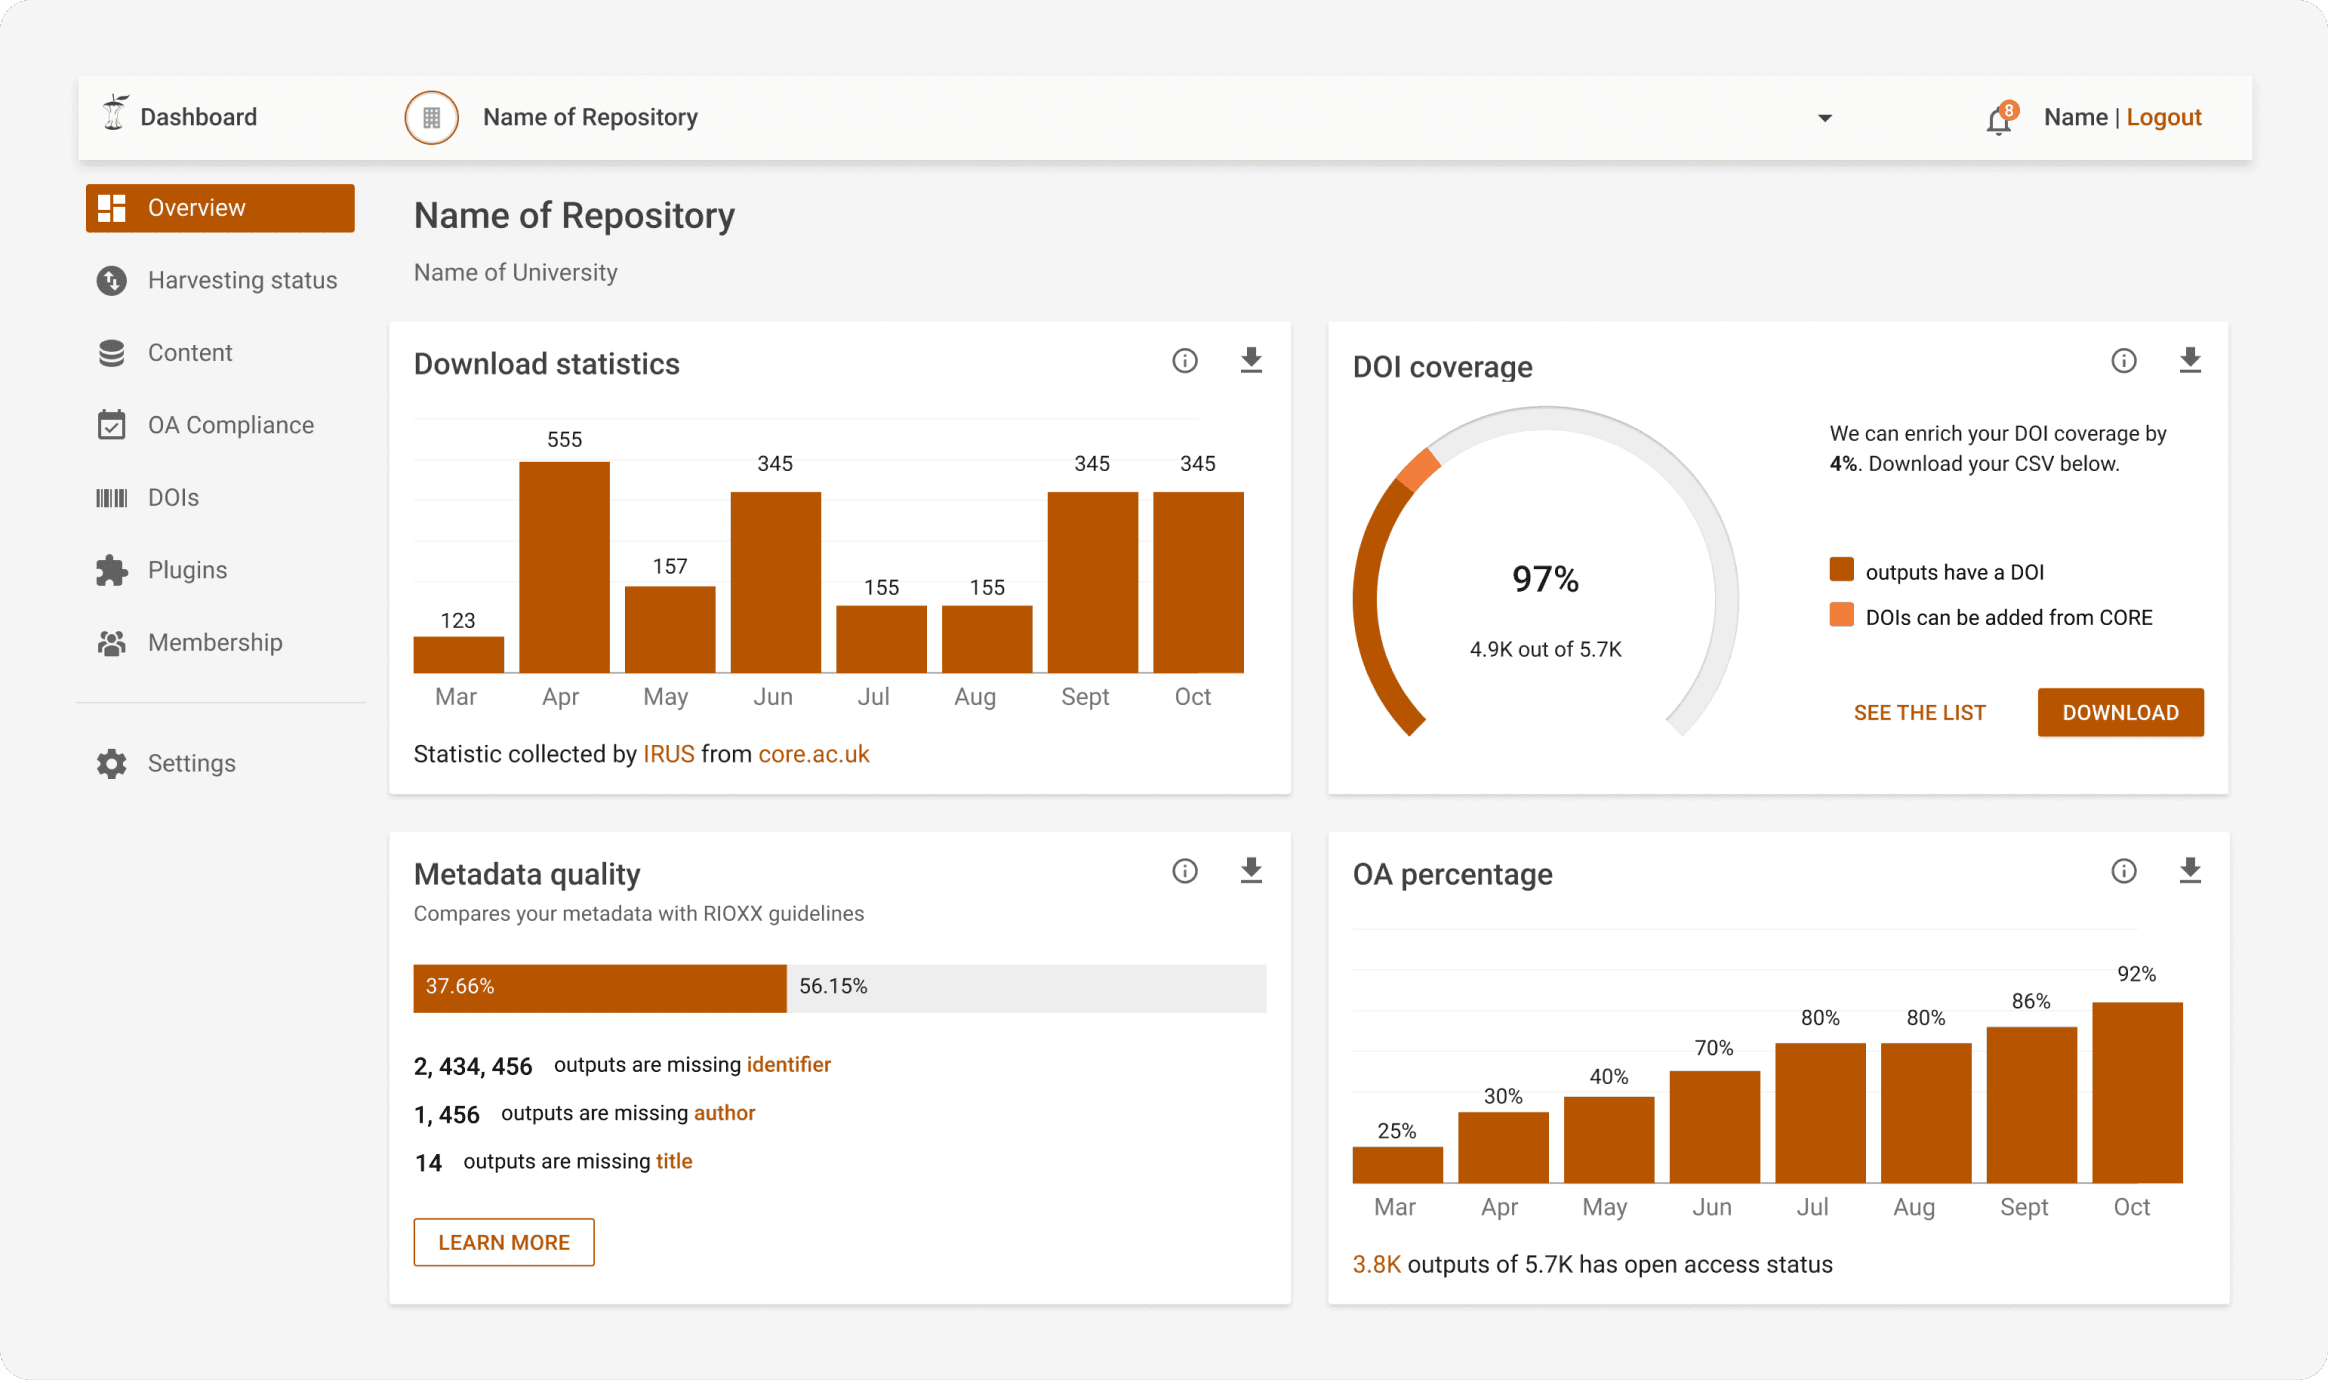 Dashboard
Name of Repository
8
Name | Logout
Overview
Harvesting status
Content
OA Compliance
DOIs
Plugins
Membership
Settings
Name of Repository
Name of University
Download statistics
123
555
157
345
155
155
345
345
Mar
Apr
May
Jun
Jul
Aug
Sept
Oct
Statistic collected by IRUS from core.ac.uk
DOI coverage
97%
4.9K out of 5.7K
We can enrich your DOI coverage by
4%. Download your CSV below.
outputs have a DOI
DOIs can be added from CORE
SEE THE LIST
DOWNLOAD
Metadata quality
Compares your metadata with RIOXX guidelines
37.66%
56.15%
2, 434, 456 outputs are missing identifier
1, 456 outputs are missing author
14 outputs are missing title
LEARN MORE
OA percentage
25%
30%
40%
70%
80%
80%
86%
92%
Mar
Apr
May
Jun
Jul
Aug
Sept
Oct
3.8K outputs of 5.7K has open access status